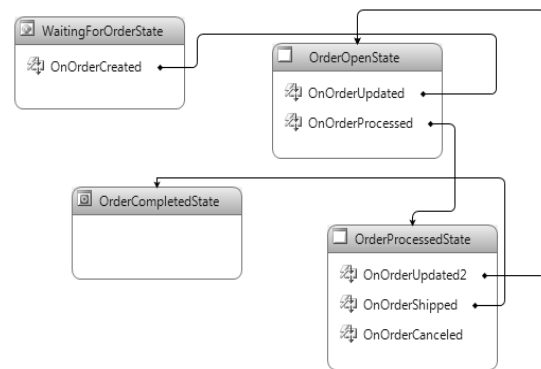 WaitingForOrderState
OnOrderCreated
OrderOpenState
OnOrderUpdated
OnOrderProcessed
OrderCompletedState
OrderProcessedState
OnOrderUpdated2
OnOrderShipped
OnOrderCanceled